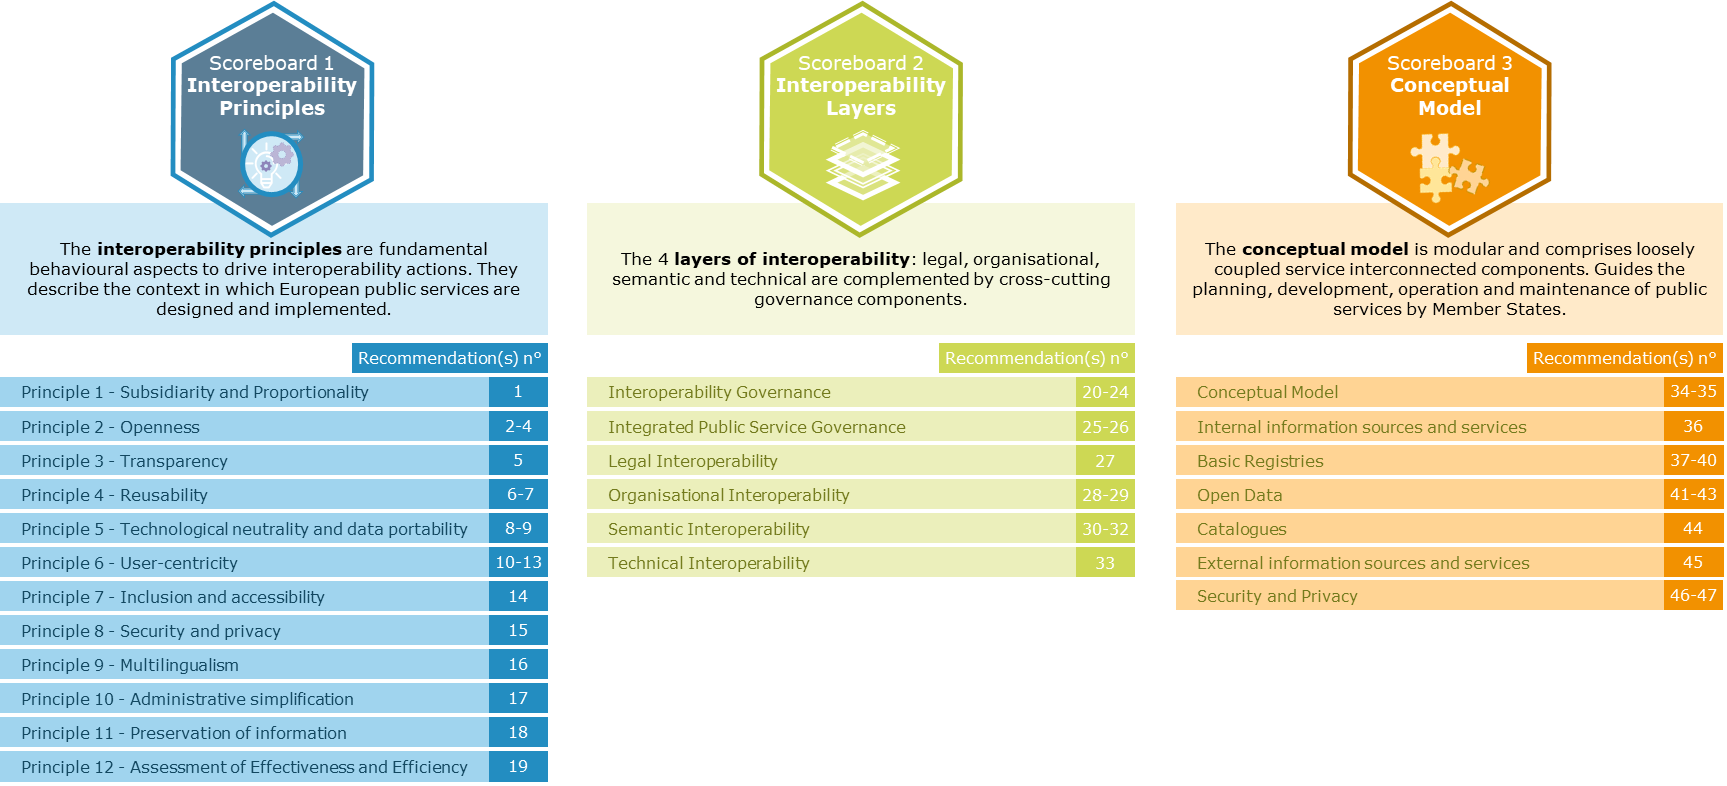 Scoreboard 1
Interoperability
Principles
The interoperability principles are fundamental
behavioural aspects to drive interoperability actions. They
describe the context in which European public services are
designed and implemented.
Recommendation(s) n°
Principle 1 - Subsidiarity and Proportionality 1
Principle 2 - Openness 2-4
Principle 3 - Transparency 5
Principle 4 - Reusability 6-7
Principle 5 - Technological neutrality and data portability 8-9
Principle 6 - User-centricity 10-13
Principle 7 - Inclusion and accessibility 14
Principle 8 - Security and privacy 15
Principle 9 - Multilingualism 16
Principle 10 - Administrative simplification 17
Principle 11 - Preservation of information 18
Principle 12 - Assessment of Effectiveness and Efficiency 19
Scoreboard 2
Interoperability
Layers
The 4 layers of interoperability: legal, organisational,
semantic and technical are complemented by cross-cutting
governance components.
Recommendation(s) n°
Interoperability Governance 20-24
Integrated Public Service Governance 25-26
Legal Interoperability 27
Organisational Interoperability 28-29
Semantic Interoperability 30-32
Technical Interoperability 33
Scoreboard 3
Conceptual
Model
The conceptual model is modular and comprises loosely
coupled service interconnected components. Guides the
planning, development, operation and maintenance of public
services by Member States.
Recommendation(s) n°
Conceptual Model 34-35
Internal information sources and services 36
Basic Registries 37-40
Open Data 41-43
Catalogues 44
External information sources and services 45
Security and Privacy 46-47